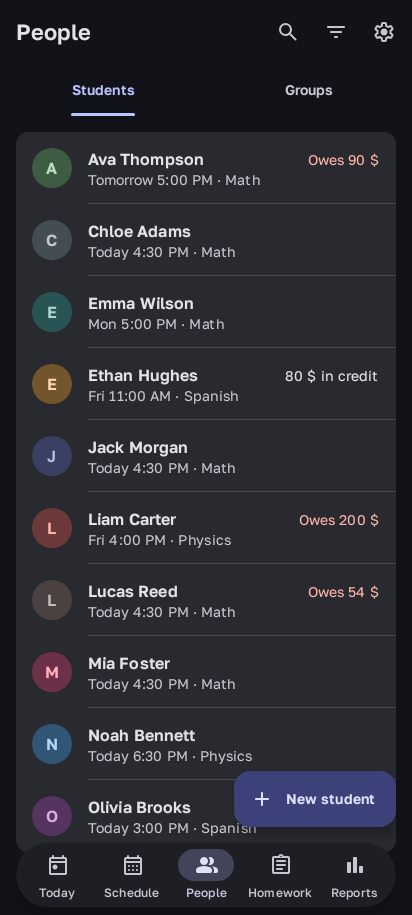 People
Students
Groups
A
Ava Thompson
Owes 90 $
Tomorrow 5:00 PM · Math
C
Chloe Adams
Today 4:30 PM · Math
E
Emma Wilson
Mon 5:00 PM · Math
E
Ethan Hughes
80 $ in credit
Fri 11:00 AM · Spanish
J
Jack Morgan
Today 4:30 PM · Math
L
Liam Carter
Owes 200 $
Fri 4:00 PM · Physics
L
Lucas Reed
Owes 54 $
Today 4:30 PM · Math
M
Mia Foster
Today 4:30 PM · Math
N
Noah Bennett
Today 6:30 PM · Physics
O
Olivia Brooks
Today 3:00 PM · Spanish
New student
Today
Schedule
People
Homework
Reports